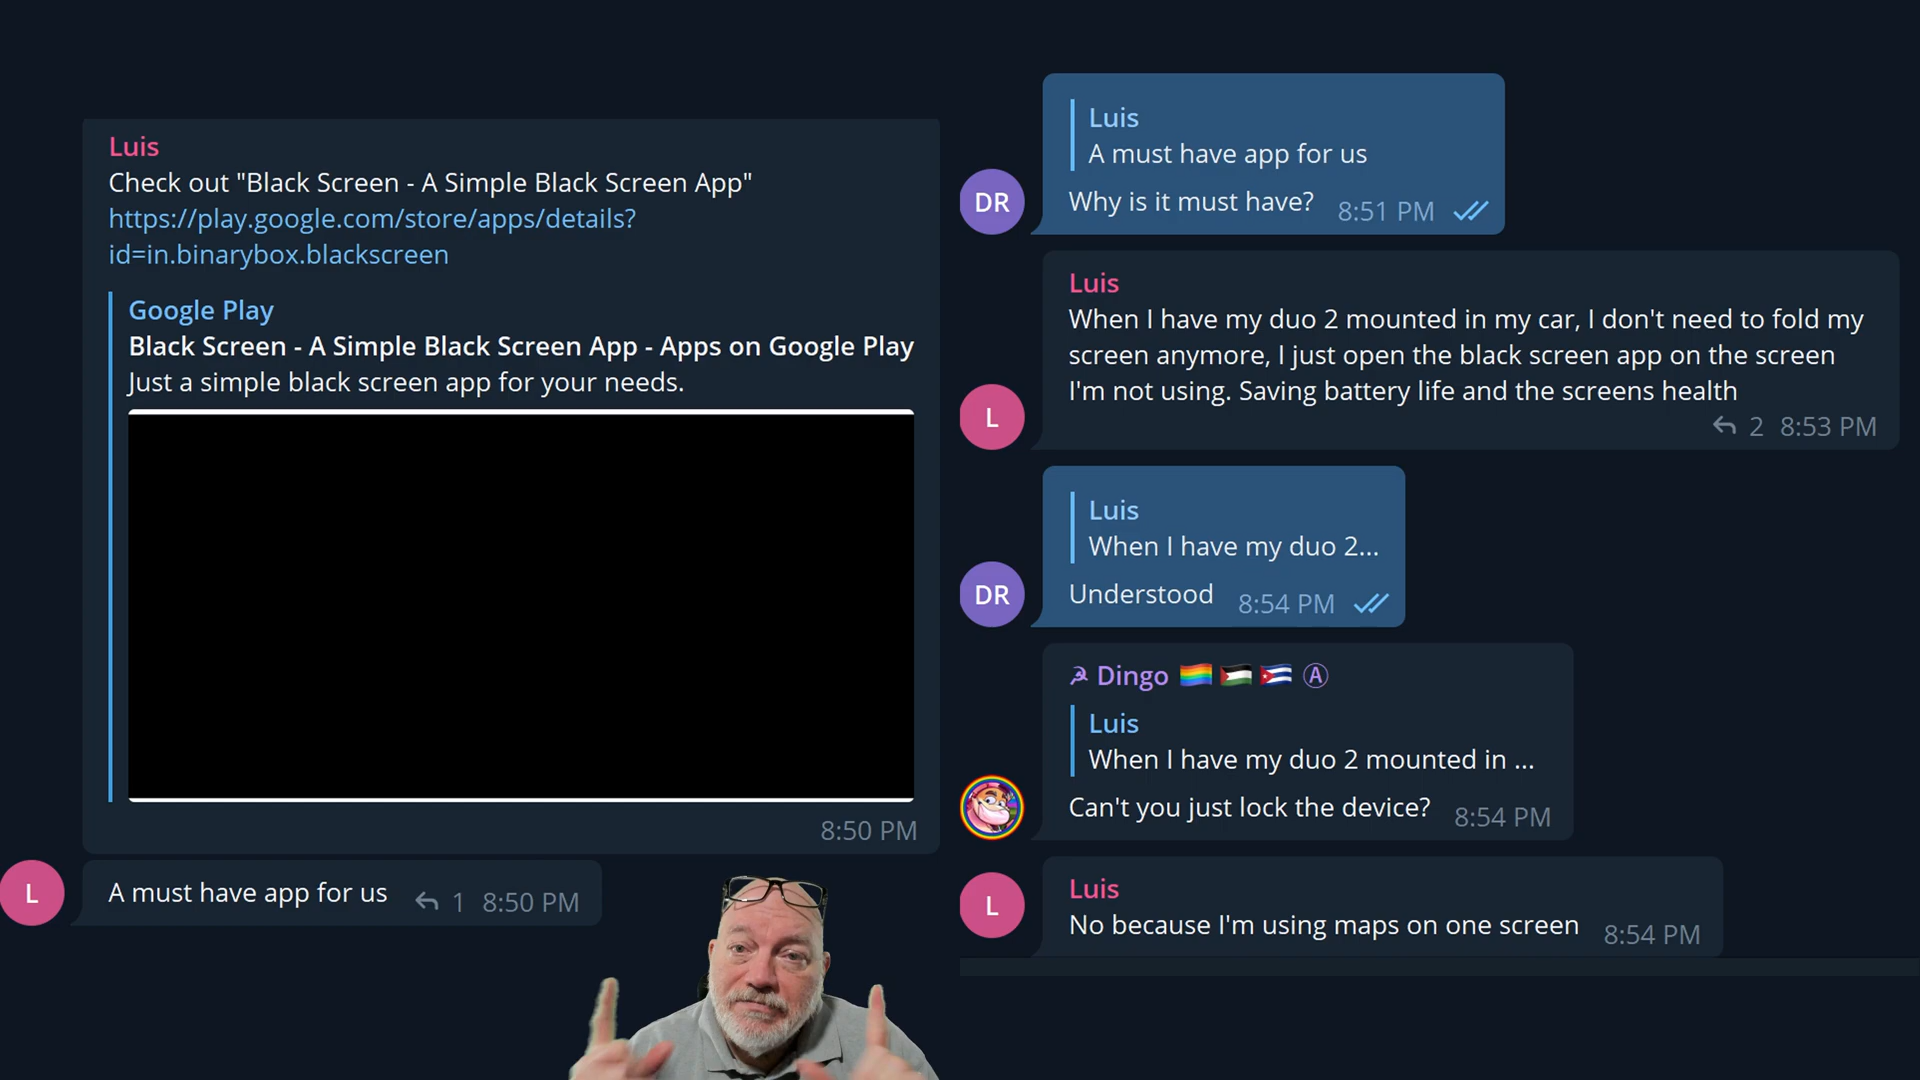 Luis
Check out "Black Screen - A Simple Black Screen App"
https://play.google.com/store/apps/details?
id=in.binarybox.blackscreen
Google Play
Black Screen - A Simple Black Screen App - Apps on Google Play
Just a simple black screen app for your needs.
8:50 PM
L
A must have app for us 1 8:50 PM
Luis
A must have app for us
DR
Why is it must have? 8:51 PM
Luis
When I have my duo 2 mounted in my car, I don't need to fold my
screen anymore, I just open the black screen app on the screen
I'm not using. Saving battery life and the screens health
L
2 8:53 PM
Luis
When I have my duo 2...
DR
Understood 8:54 PM
☭ Dingo 🏳️‍🌈 🇵🇸 🇨🇺 Ⓐ
Luis
When I have my duo 2 mounted in ...
Can't you just lock the device? 8:54 PM
Luis
L
No because I'm using maps on one screen 8:54 PM